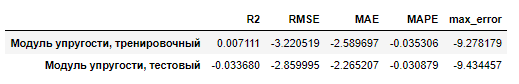 R2 RMSE MAE MAPE max_error
Модуль упругости, тренировочный 0.007111 -3.220519 -2.589697 -0.035306 -9.278179
Модуль упругости, тестовый -0.033680 -2.859995 -2.265207 -0.030879 -9.434457